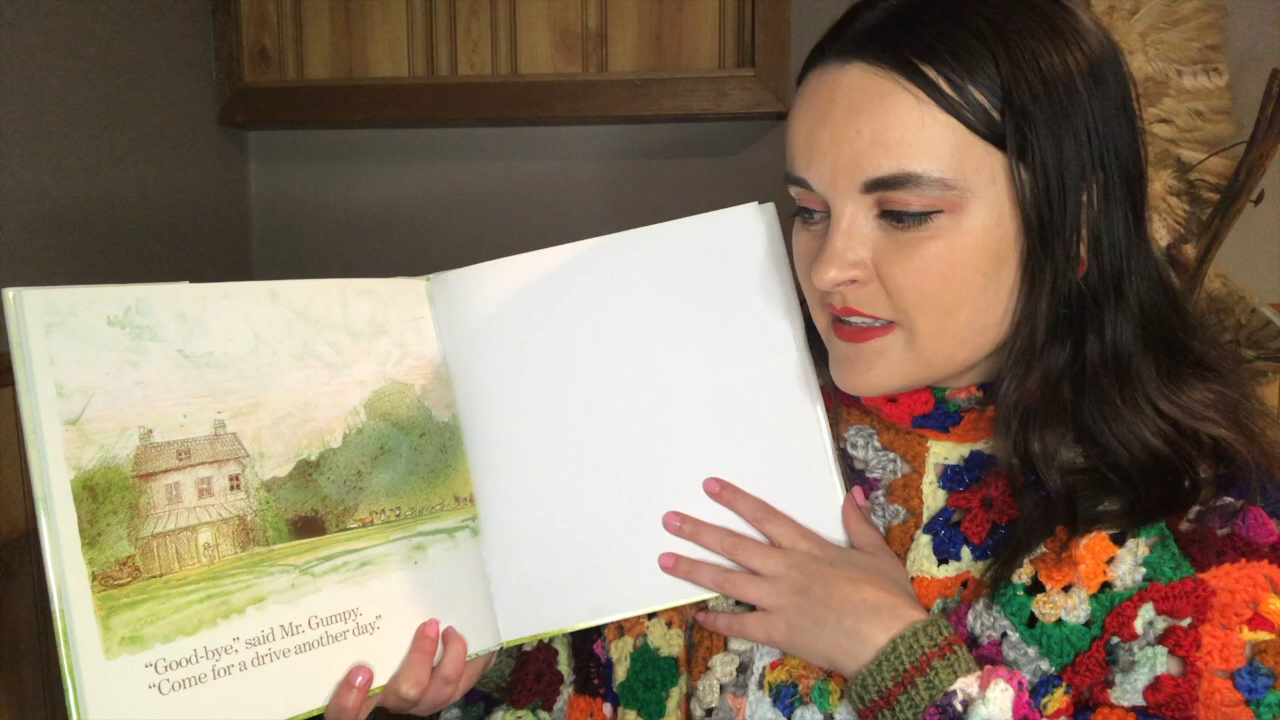 “Good-bye,” said Mr. Gumpy.
“Come for a drive another day.”